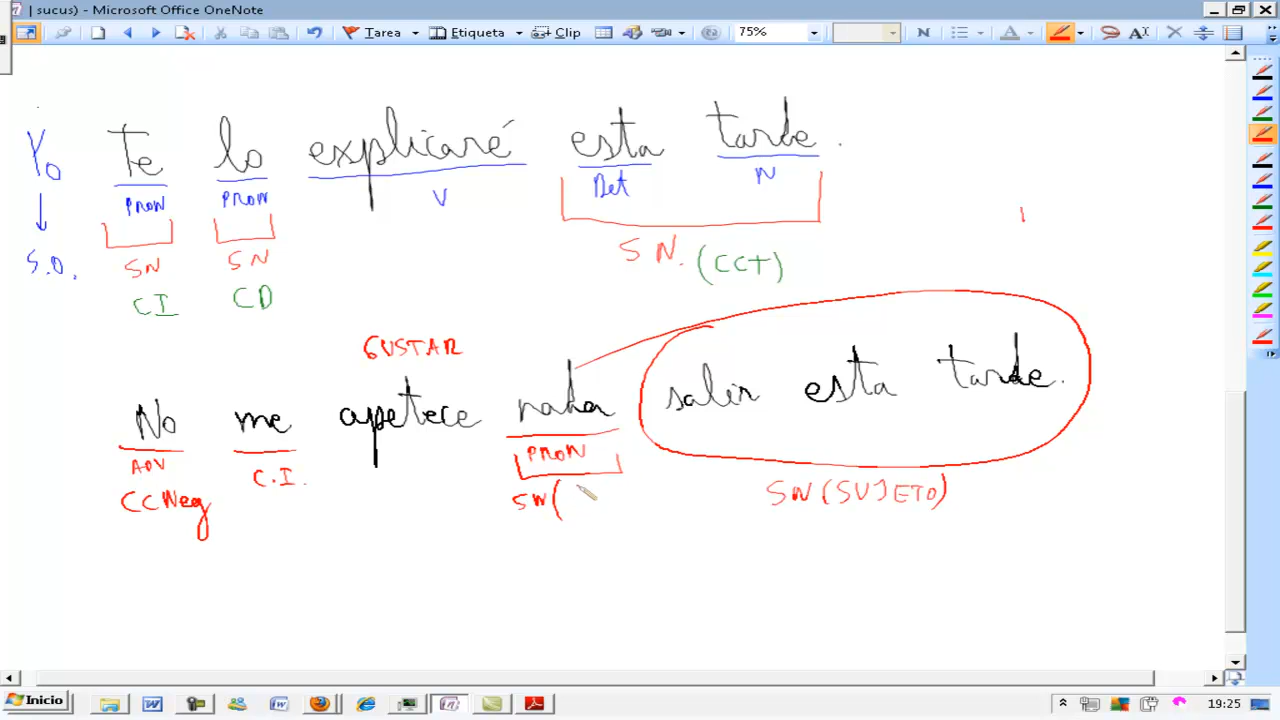 | sucus) - Microsoft Office OneNote
Tarea Etiqueta Clip 75% N A
Yo te lo explicaré esta tarde.
PRON PRON V Det N
S.O. SN SN SN. (CCT)
CI CD
GUSTAR
No me apetece nada salir esta tarde.
ADV C.I. PRON
CCNeg SN( SN (SUJETO)
Inicio 19:25